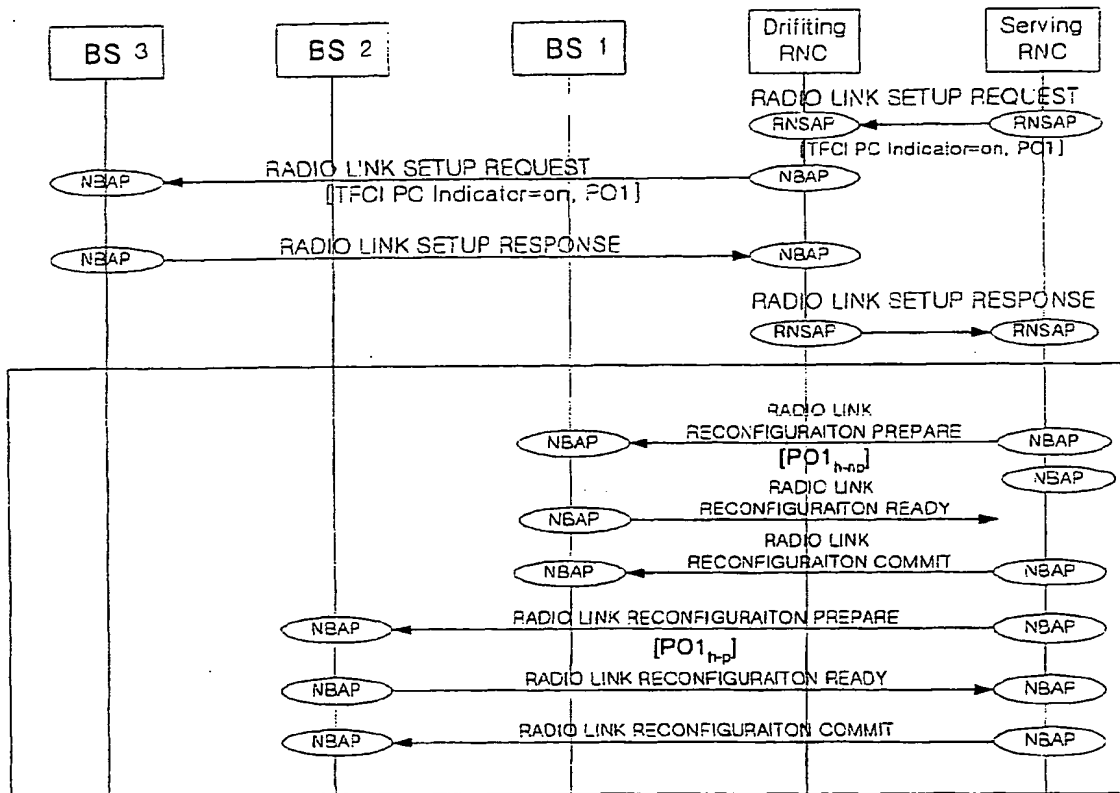 BS 3
BS 2
BS 1
Drifiting
RNC
Serving
RNC
RADIO LINK SETUP REQUEST
RNSAP
RNSAP
[TFCI PC Indicator=on, PO1]
RADIO LINK SETUP REQUEST
NBAP
NBAP
[TFCI PC Indicator=on, PO1]
RADIO LINK SETUP RESPONSE
NBAP
NBAP
RADIO LINK SETUP RESPONSE
RNSAP
RNSAP
RADIO LINK
RECONFIGURAITON PREPARE
NBAP
NBAP
[PO1h-np]
NBAP
RADIO LINK
RECONFIGURAITON READY
NBAP
RADIO LINK
RECONFIGURAITON COMMIT
NBAP
NBAP
RADIO LINK RECONFIGURAITON PREPARE
NBAP
NBAP
[PO1h-p]
RADIO LINK RECONFIGURAITON READY
NBAP
NBAP
RADIO LINK RECONFIGURAITON COMMIT
NBAP
NBAP